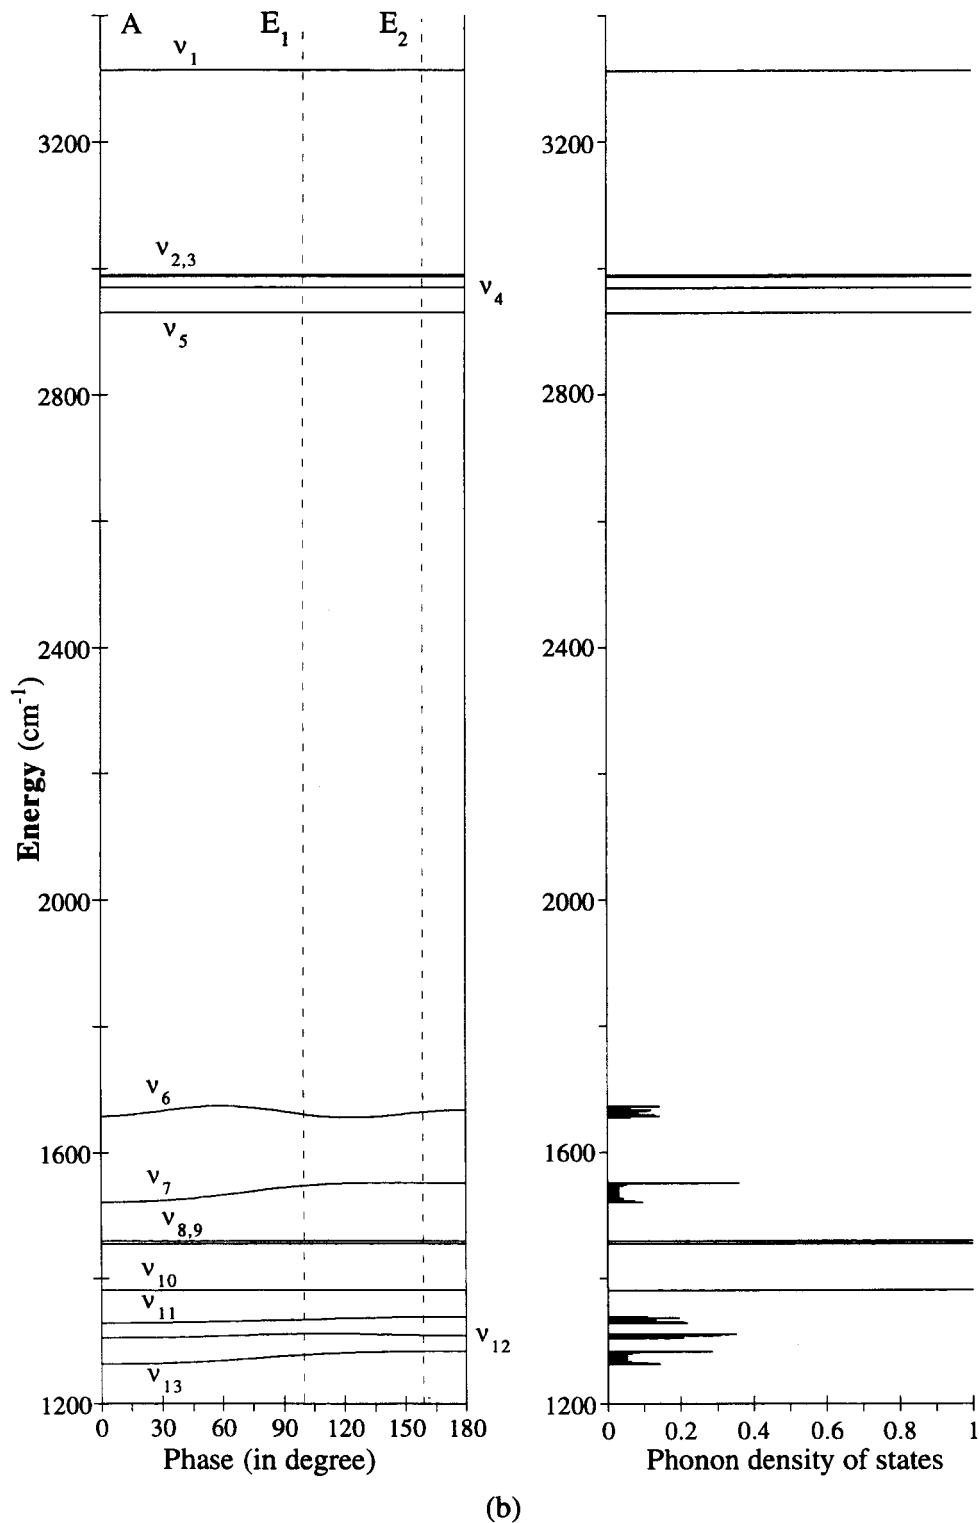 A E₁ E₂
ν₁
3200 3200
ν₂,₃
ν₄
ν₅
2800 2800
2400 2400
Energy (cm⁻¹)
2000 2000
ν₆
1600 1600
ν₇
ν₈,₉
ν₁₀
ν₁₁
ν₁₂
ν₁₃
1200 1200
0 30 60 90 120 150 180 0 0.2 0.4 0.6 0.8 1
Phase (in degree) Phonon density of states
(b)